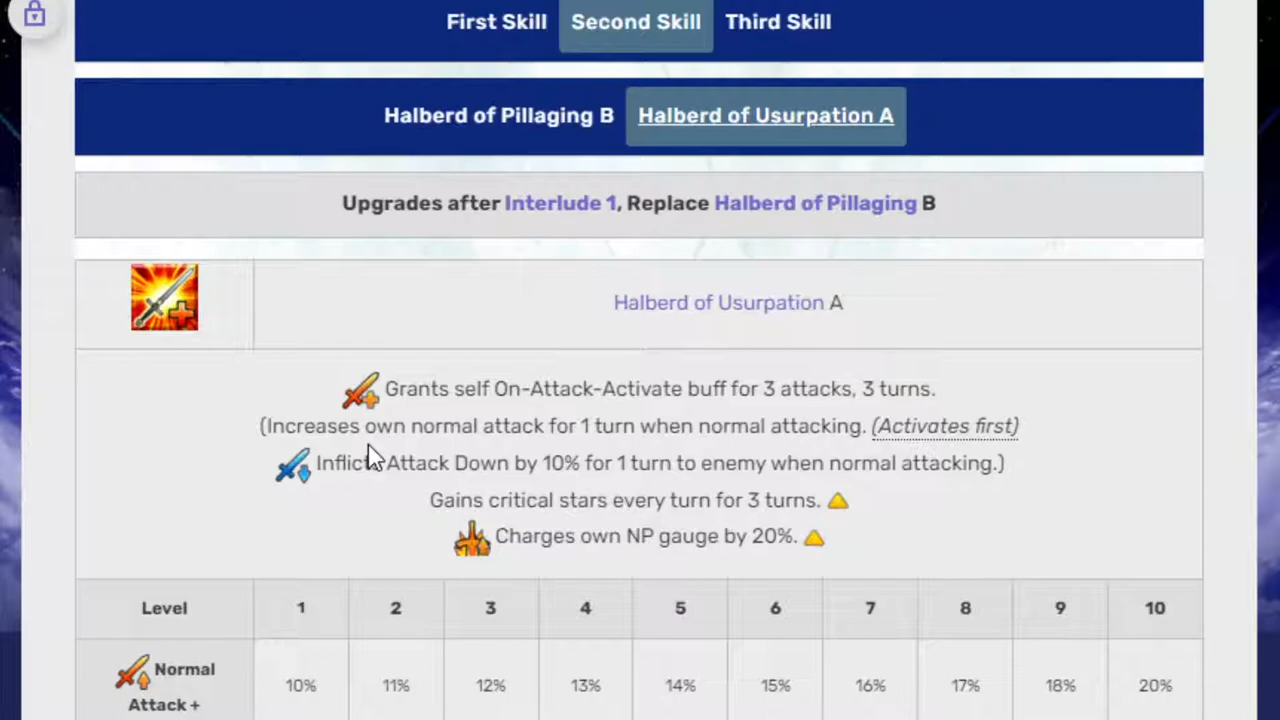 First Skill Second Skill Third Skill
Halberd of Pillaging B Halberd of Usurpation A
Upgrades after Interlude 1, Replace Halberd of Pillaging B
Halberd of Usurpation A
Grants self On-Attack-Activate buff for 3 attacks, 3 turns.
(Increases own normal attack for 1 turn when normal attacking. (Activates first)
Inflicts Attack Down by 10% for 1 turn to enemy when normal attacking.)
Gains critical stars every turn for 3 turns.
Charges own NP gauge by 20%.
Level 1 2 3 4 5 6 7 8 9 10
Normal
Attack + 10% 11% 12% 13% 14% 15% 16% 17% 18% 20%